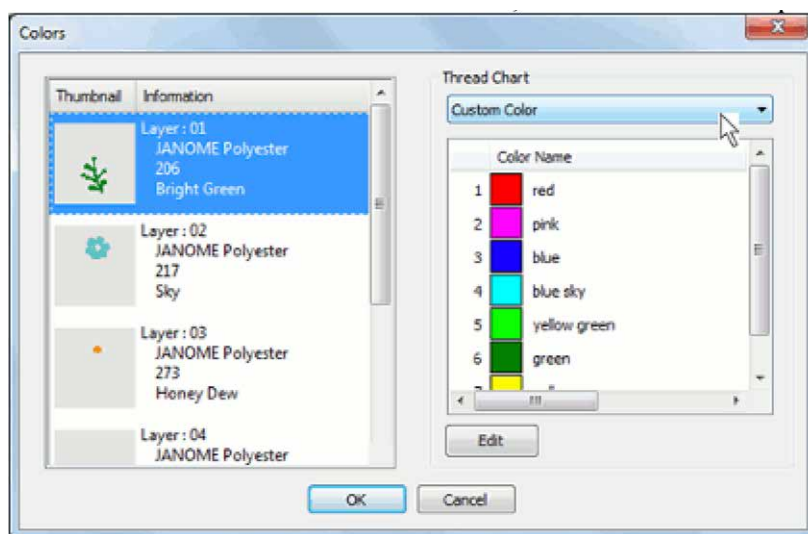 Colors
Thumbnail Information
Layer : 01
JANOME Polyester
206
Bright Green
Layer : 02
JANOME Polyester
217
Sky
Layer : 03
JANOME Polyester
273
Honey Dew
Layer : 04
JANOME Polyester
Thread Chart
Custom Color
Color Name
1 red
2 pink
3 blue
4 blue sky
5 yellow green
6 green
Edit
OK Cancel